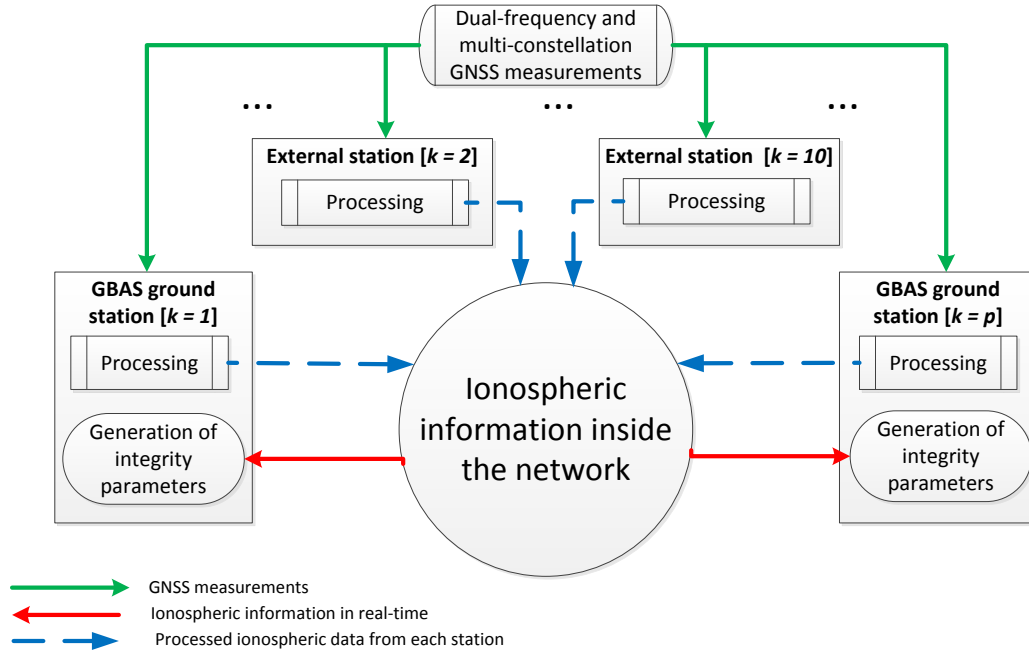 Dual-frequency and
multi-constellation
GNSS measurements
... ... ...
External station [k = 2]
Processing
External station [k = 10]
Processing
GBAS ground
station [k = 1]
Processing
Generation of
integrity
parameters
Ionospheric
information inside
the network
GBAS ground
station [k = p]
Processing
Generation of
integrity
parameters
GNSS measurements
Ionospheric information in real-time
Processed ionospheric data from each station